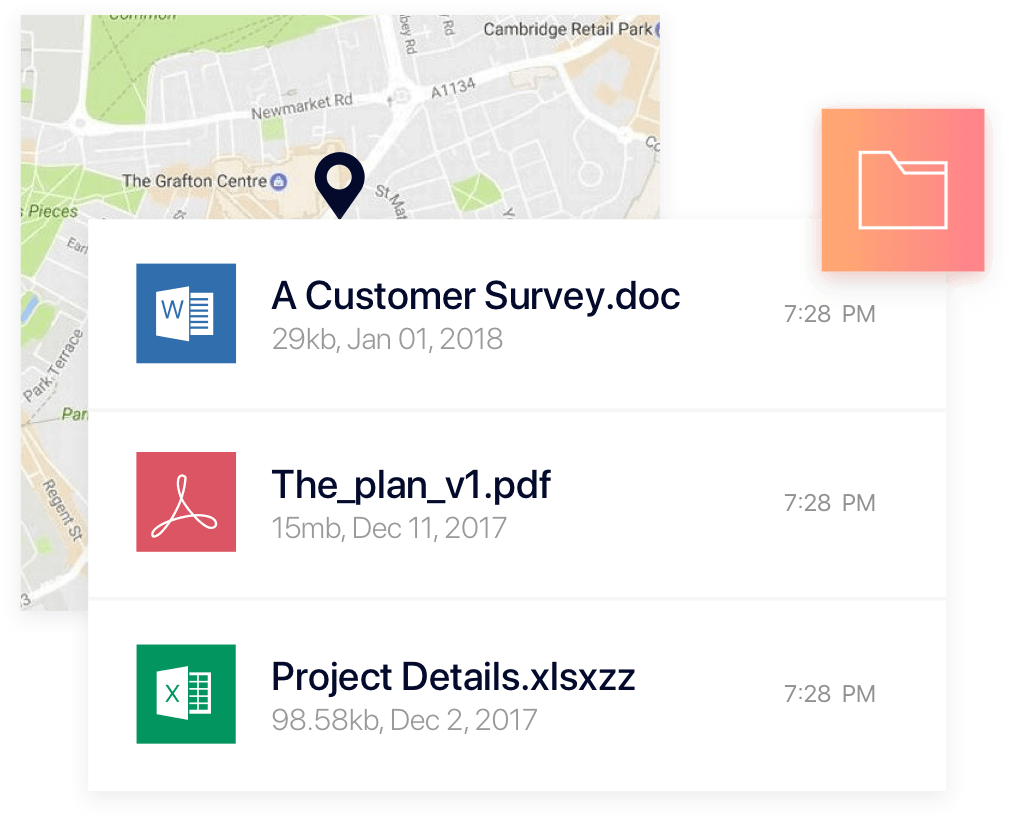 Common
Cambridge Retail Park
A1134
Newmarket Rd
The Grafton Centre
St Mat
Pieces
Park Terrace
Regent St
A Customer Survey.doc
29kb, Jan 01, 2018
7:28 PM
The_plan_v1.pdf
15mb, Dec 11, 2017
7:28 PM
Project Details.xlsxzz
98.58kb, Dec 2, 2017
7:28 PM
W
X